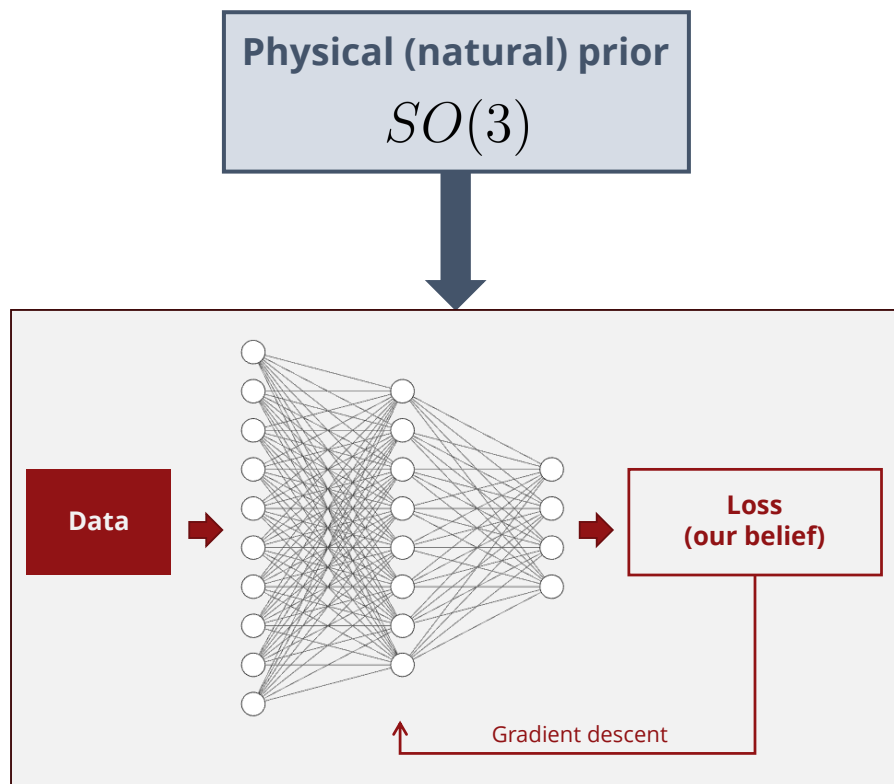 Physical (natural) prior
SO(3)
Data
Loss
(our belief)
Gradient descent